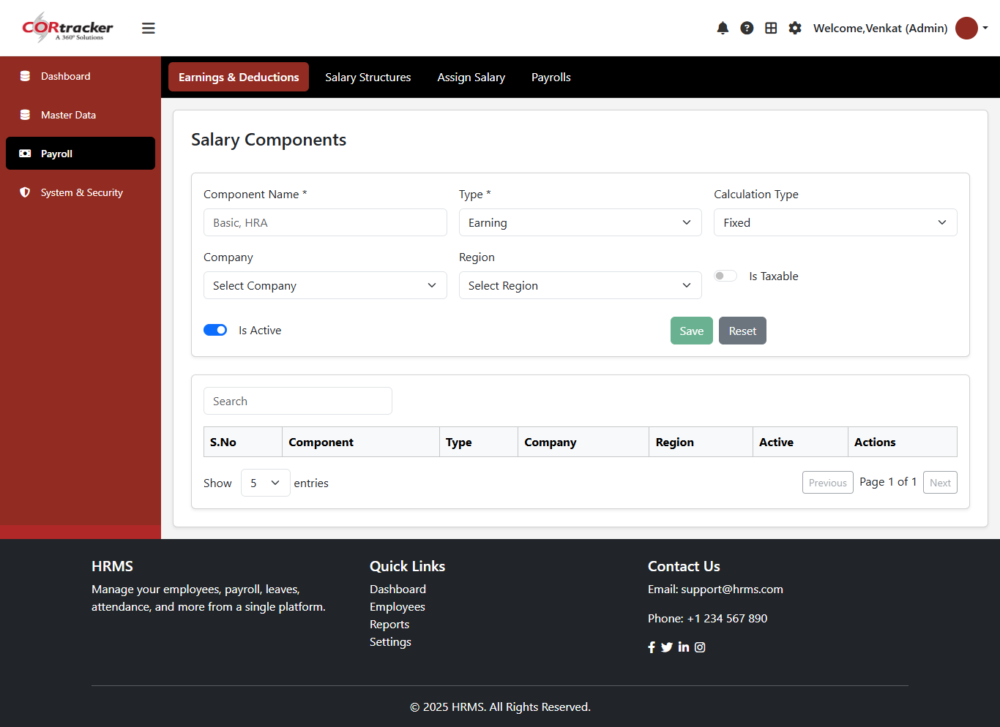 CORtracker
A 360° Solutions
Welcome,Venkat (Admin)
Dashboard
Master Data
Payroll
System & Security
Earnings & Deductions
Salary Structures
Assign Salary
Payrolls
Salary Components
Component Name *
Type *
Calculation Type
Basic, HRA
Earning
Fixed
Company
Region
Select Company
Select Region
Is Taxable
Is Active
Save
Reset
Search
S.No Component Type Company Region Active Actions
Show 5 entries
Previous Page 1 of 1 Next
HRMS
Manage your employees, payroll, leaves,
attendance, and more from a single platform.
Quick Links
Dashboard
Employees
Reports
Settings
Contact Us
Email: support@hrms.com
Phone: +1 234 567 890
© 2025 HRMS. All Rights Reserved.